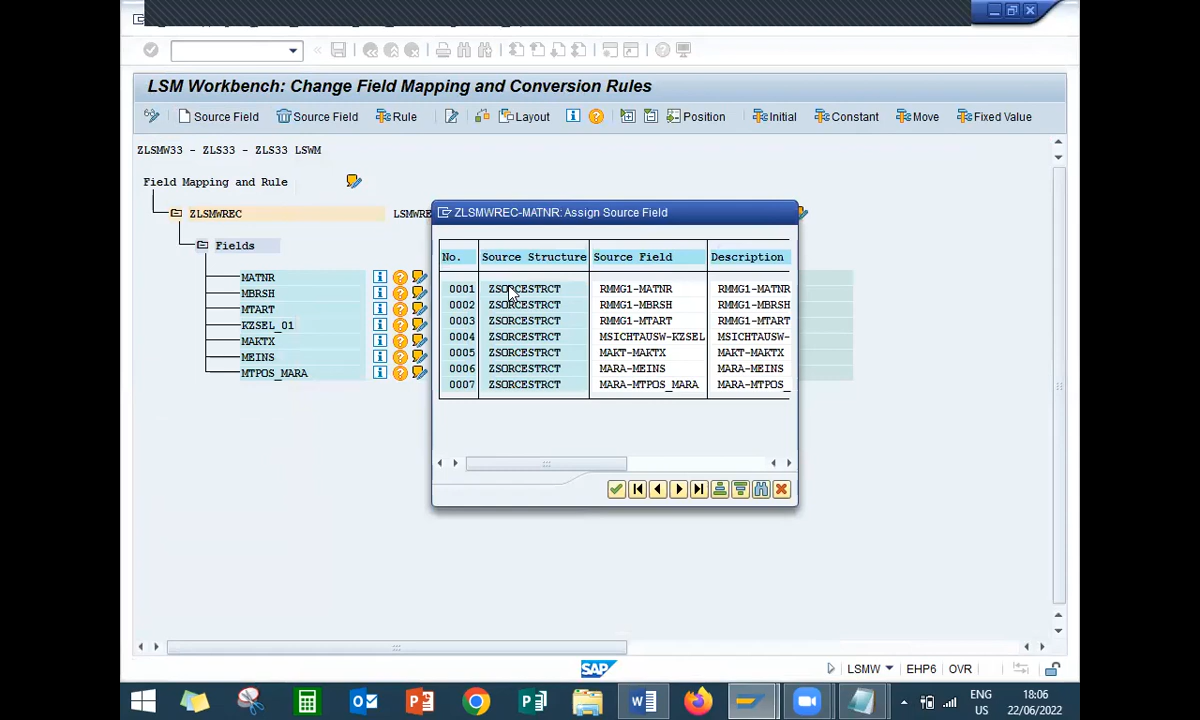 LSM Workbench: Change Field Mapping and Conversion Rules
Source Field Source Field Rule Layout Position Initial Constant Move Fixed Value
ZLSMW33 - ZLS33 - ZLS33 LSWM
Field Mapping and Rule
ZLSMWREC LSMWRE
Fields
MATNR
MBRSH
MTART
KZSEL_01
MAKTX
MEINS
MTPOS_MARA
ZLSMWREC-MATNR: Assign Source Field
No. Source Structure Source Field Description
0001 ZSORCESTRCT RMMG1-MATNR RMMG1-MATNR
0002 ZSORCESTRCT RMMG1-MBRSH RMMG1-MBRSH
0003 ZSORCESTRCT RMMG1-MTART RMMG1-MTART
0004 ZSORCESTRCT MSICHTAUSW-KZSEL MSICHTAUSW-
0005 ZSORCESTRCT MAKT-MAKTX MAKT-MAKTX
0006 ZSORCESTRCT MARA-MEINS MARA-MEINS
0007 ZSORCESTRCT MARA-MTPOS_MARA MARA-MTPOS_
SAP
LSMW EHP6 OVR
ENG 18:06
US 22/06/2022